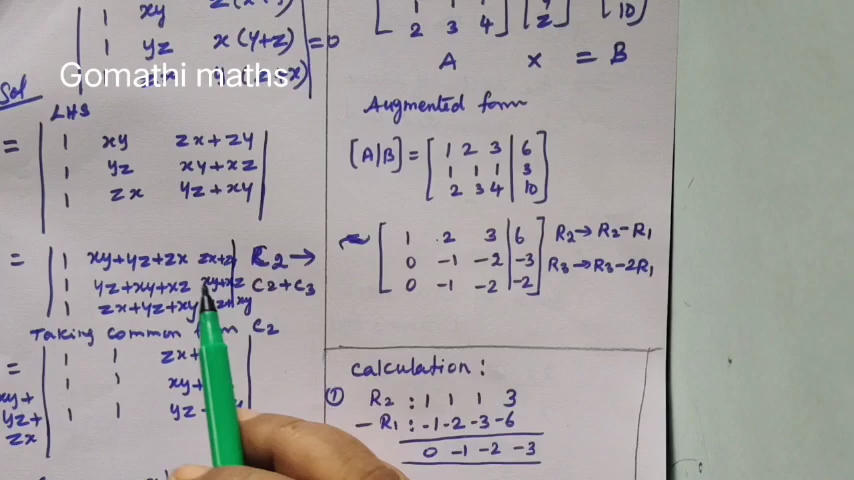 1 xy
1 yz x(y+z) = 0
Gomathi maths
Sol
LHS
= 1 xy zx+zy
1 yz xy+xz
1 zx yz+xy
= 1 xy+yz+zx C2→
1 yz+xy+xz xy+xz C2+C3
1 zx+yz+xy
Taking common from C2
= 1 1 zx+
1 1 xy+
xy+ 1 1 yz
yz+
zx
1 1 1
2 3 4 z 10
A x = B
Augmented form
[A|B] = 1 2 3 6
1 1 1 3
2 3 4 10
~ 1 2 3 6 R2→R2-R1
0 -1 -2 -3 R3→R3-2R1
0 -1 -2 -2
calculation:
① R2 : 1 1 1 3
-R1 : -1 -2 -3 -6
0 -1 -2 -3